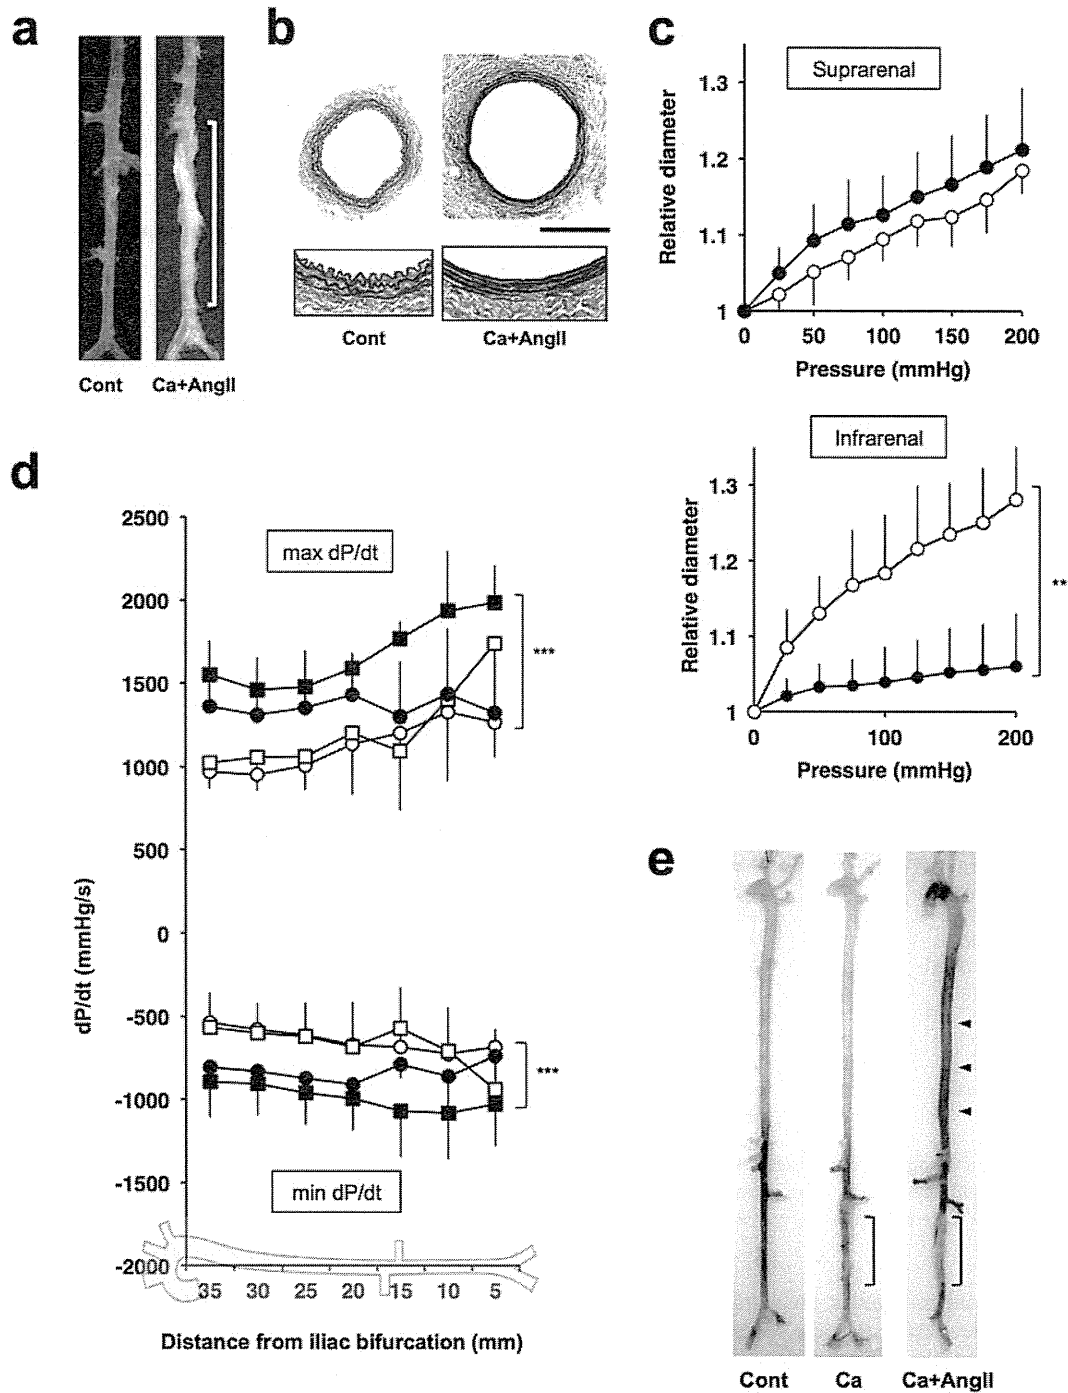 a
Cont
Ca+AngII
b
Cont
Ca+AngII
c
Suprarenal
Relative diameter
1.3
1.2
1.1
1
0
50
100
150
200
Pressure (mmHg)
Infrarenal
Relative diameter
1.3
1.2
1.1
1
**
0
100
200
Pressure (mmHg)
d
max dP/dt
dP/dt (mmHg/s)
2500
2000
1500
1000
500
0
-500
-1000
-1500
-2000
***
***
min dP/dt
35
30
25
20
15
10
5
Distance from iliac bifurcation (mm)
e
Cont
Ca
Ca+AngII